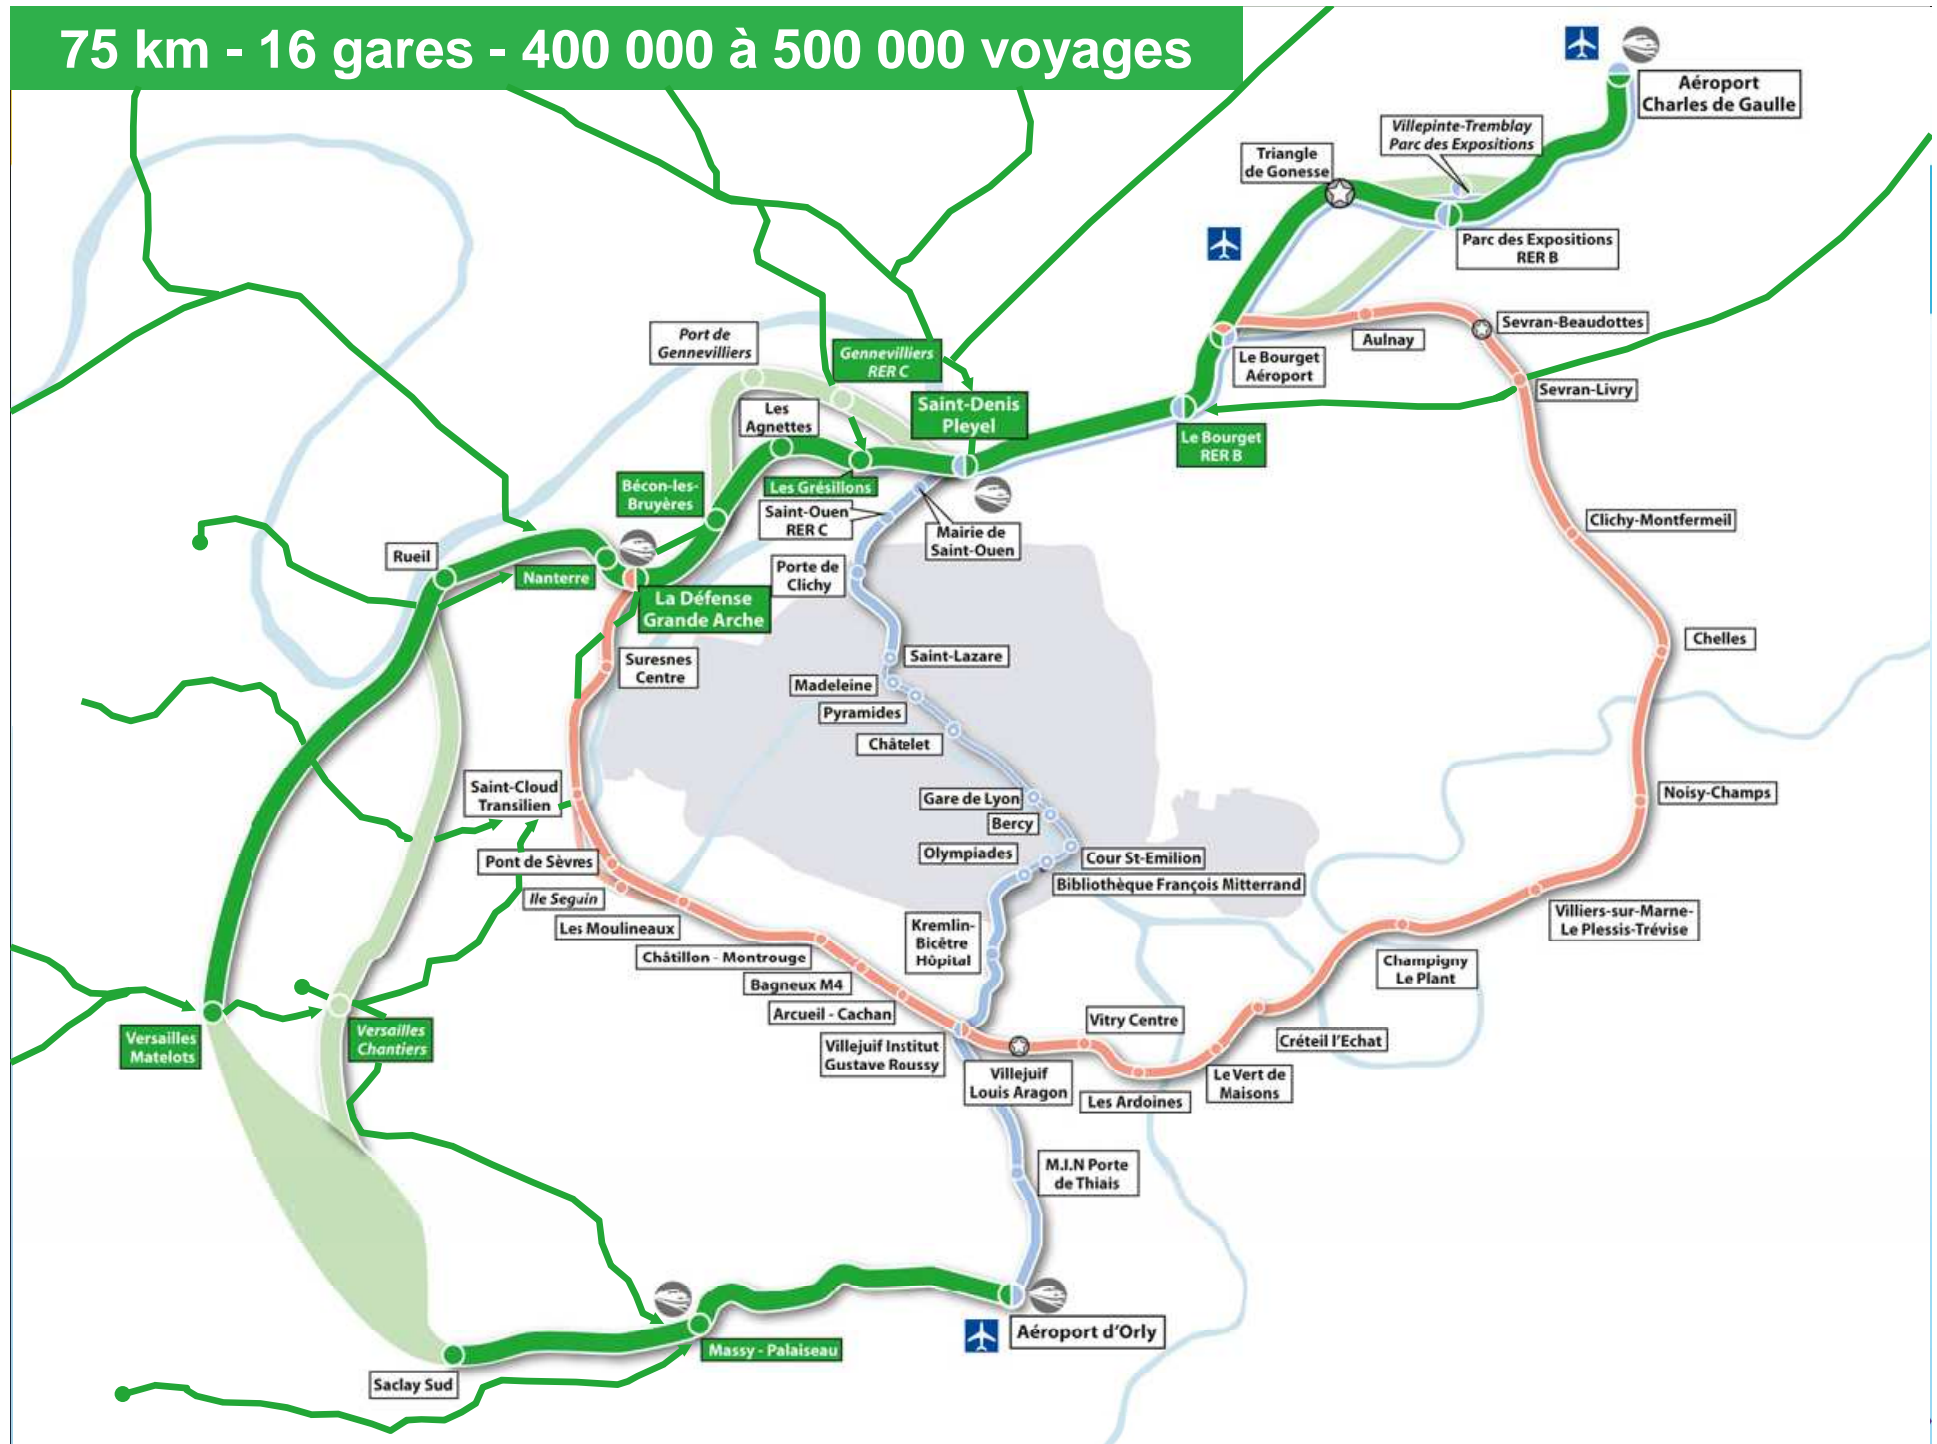 75 km - 16 gares - 400 000 à 500 000 voyages
Aéroport
Charles de Gaulle
Villepinte-Tremblay
Parc des Expositions
Triangle
de Gonesse
Parc des Expositions
RER B
Port de
Gennevilliers
Gennevilliers
RER C
Sevran-Beaudottes
Aulnay
Le Bourget
Aéroport
Sevran-Livry
Saint-Denis
Pleyel
Les
Agnettes
Le Bourget
RER B
Bécon-les-
Bruyères
Les Grésillons
Saint-Ouen
RER C
Mairie de
Saint-Ouen
Clichy-Montfermeil
Rueil
Nanterre
Porte de
Clichy
La Défense
Grande Arche
Chelles
Suresnes
Centre
Saint-Lazare
Madeleine
Pyramides
Châtelet
Saint-Cloud
Transilien
Gare de Lyon
Bercy
Noisy-Champs
Olympiades
Cour St-Emilion
Pont de Sèvres
Bibliothèque François Mitterrand
Ile Seguin
Les Moulineaux
Kremlin-
Bicêtre
Hôpital
Villiers-sur-Marne-
Le Plessis-Trévise
Châtillon - Montrouge
Champigny
Le Plant
Bagneux M4
Arcueil - Cachan
Vitry Centre
Créteil l'Echat
Versailles
Matelots
Versailles
Chantiers
Villejuif Institut
Gustave Roussy
Villejuif
Louis Aragon
Le Vert de
Maisons
Les Ardoines
M.I.N Porte
de Thiais
Aéroport d'Orly
Massy - Palaiseau
Saclay Sud